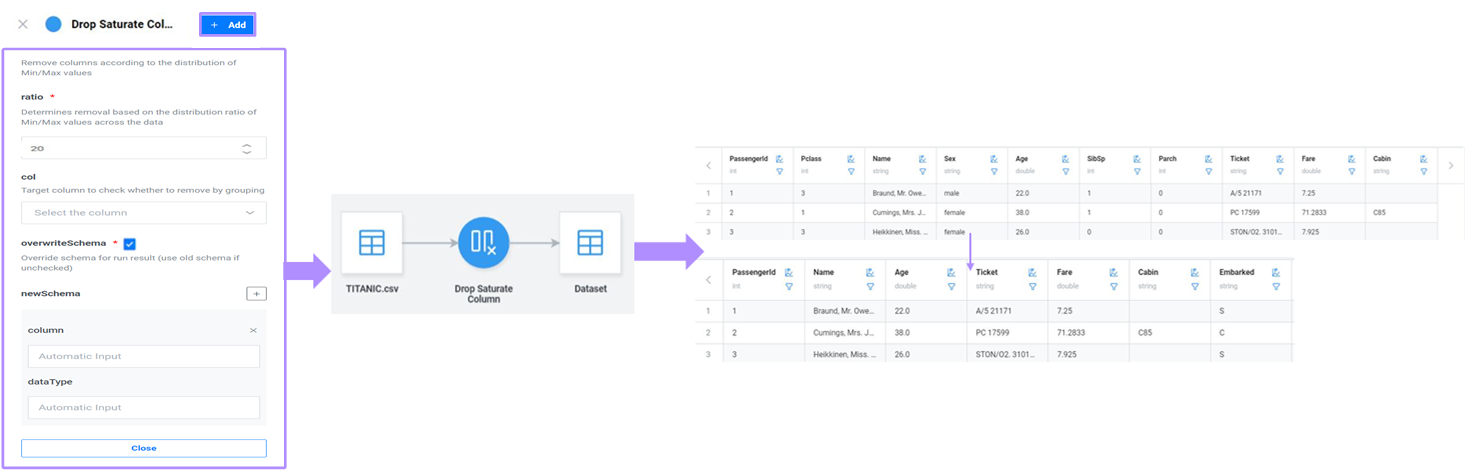 Drop Saturate Col...
+ Add
Remove columns according to the distribution of
Min/Max values
ratio *
Determines removal based on the distribution ratio of
Min/Max values across the data
20
col
Target column to check whether to remove by grouping
Select the column
overwriteSchema *
Override schema for run result (use old schema if
unchecked)
newSchema
+
column
Automatic Input
dataType
Automatic Input
Close
TITANIC.csv
Drop Saturate
Column
Dataset
PassengerId Pclass Name Sex Age SibSp Parch Ticket Fare Cabin
int int string string double int int string double string
1 1 3 Braund, Mr. Owe... male 22.0 1 0 A/5 21171 7.25
2 2 1 Cumings, Mrs. J... female 38.0 1 0 PC 17599 71.2833 C85
3 3 3 Heikkinen, Miss. ... female 26.0 0 0 STON/O2. 3101... 7.925
PassengerId Name Age Ticket Fare Cabin Embarked
int string double string double string string
1 1 Braund, Mr. Owe... 22.0 A/5 21171 7.25 S
2 2 Cumings, Mrs. J... 38.0 PC 17599 71.2833 C85 C
3 3 Heikkinen, Miss. ... 26.0 STON/O2. 3101... 7.925 S